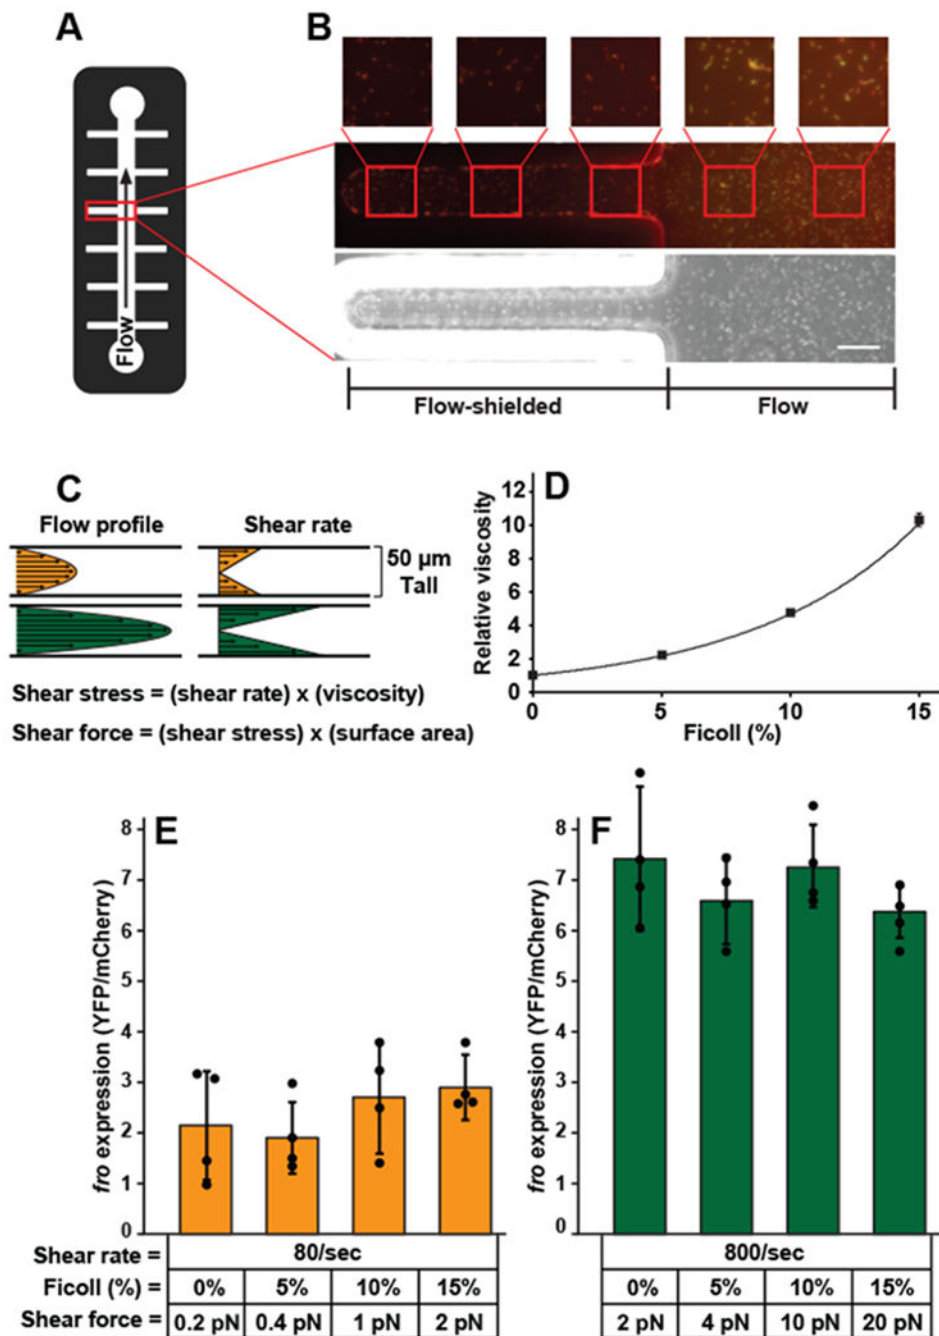 A
B
Flow
Flow-shielded
Flow
C
Flow profile
Shear rate
50 µm
Tall
Shear stress = (shear rate) x (viscosity)
Shear force = (shear stress) x (surface area)
D
Relative viscosity
12
10
8
6
4
2
0
0
5
10
15
Ficoll (%)
E
fro expression (YFP/mCherry)
8
7
6
5
4
3
2
1
0
Shear rate =
80/sec
Ficoll (%) =
0%
5%
10%
15%
Shear force =
0.2 pN
0.4 pN
1 pN
2 pN
F
fro expression (YFP/mCherry)
8
7
6
5
4
3
2
1
0
800/sec
0%
5%
10%
15%
2 pN
4 pN
10 pN
20 pN